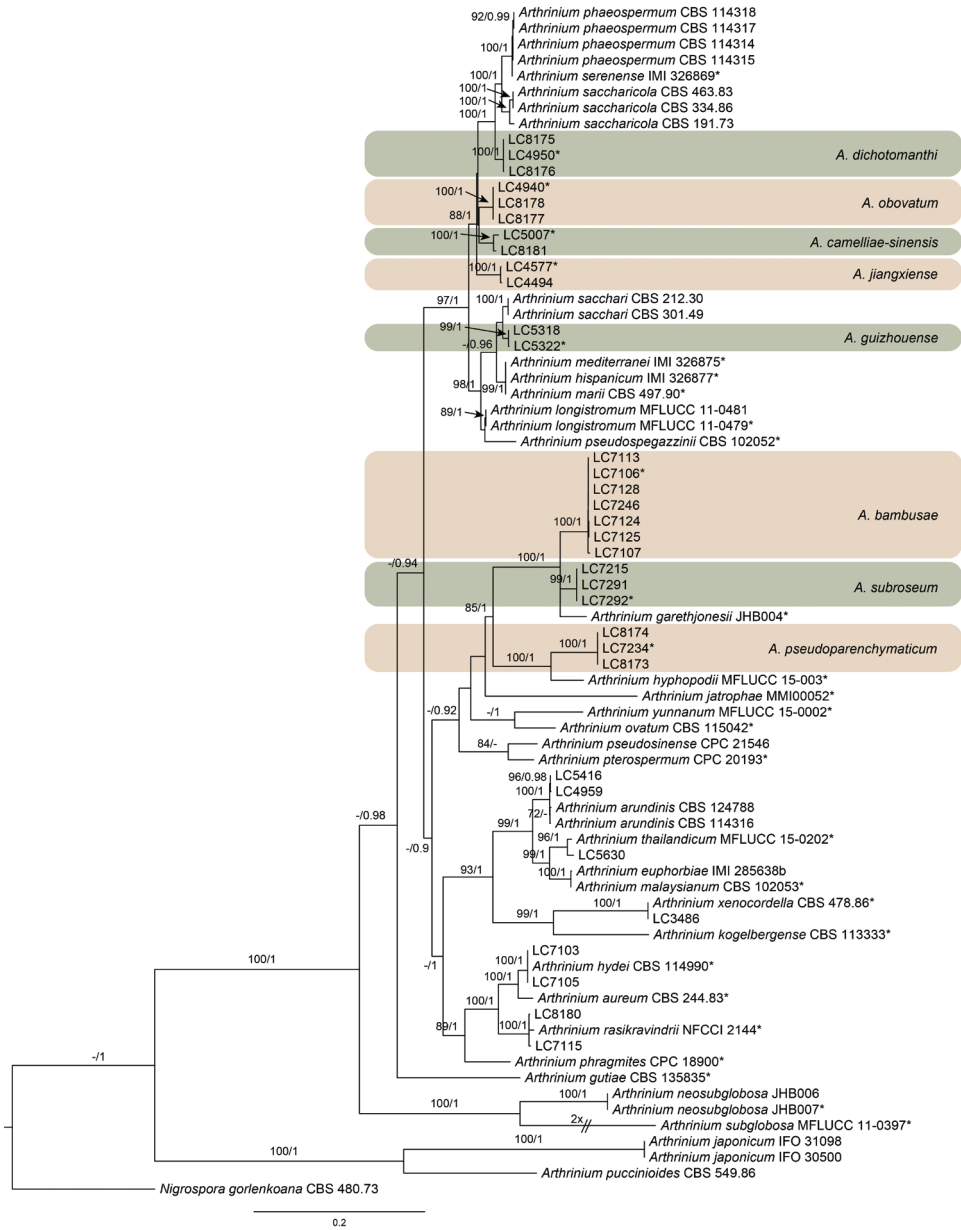 92/0.99
Arthrinium phaeospermum CBS 114318
Arthrinium phaeospermum CBS 114317
100/1
Arthrinium phaeospermum CBS 114314
Arthrinium phaeospermum CBS 114315
100/1
Arthrinium serenense IMI 326869*
100/1
Arthrinium saccharicola CBS 463.83
100/1
Arthrinium saccharicola CBS 334.86
100/1
Arthrinium saccharicola CBS 191.73
LC8175
100/1
LC4950*
A. dichotomanthi
LC8176
LC4940*
100/1
LC8178
A. obovatum
88/1
LC8177
100/1
LC5007*
A. camelliae-sinensis
LC8181
100/1
LC4577*
A. jiangxiense
LC4494
97/1
100/1
Arthrinium sacchari CBS 212.30
Arthrinium sacchari CBS 301.49
99/1
LC5318
A. guizhouense
-/0.96
LC5322*
Arthrinium mediterranei IMI 326875*
98/1
99/1
Arthrinium hispanicum IMI 326877*
Arthrinium marii CBS 497.90*
89/1
Arthrinium longistromum MFLUCC 11-0481
Arthrinium longistromum MFLUCC 11-0479*
Arthrinium pseudospegazzinii CBS 102052*
LC7113
LC7106*
LC7128
LC7246
A. bambusae
100/1
LC7124
LC7125
LC7107
-/0.94
100/1
LC7215
99/1
LC7291
A. subroseum
LC7292*
85/1
Arthrinium garethjonesii JHB004*
LC8174
100/1
100/1
LC7234*
A. pseudoparenchymaticum
LC8173
Arthrinium hyphopodii MFLUCC 15-003*
Arthrinium jatrophae MMI00052*
-/0.92
-/1
Arthrinium yunnanum MFLUCC 15-0002*
Arthrinium ovatum CBS 115042*
84/-
Arthrinium pseudosinense CPC 21546
Arthrinium pterospermum CPC 20193*
96/0.98
LC5416
100/1
LC4959
72/-
Arthrinium arundinis CBS 124788
-/0.98
99/1
Arthrinium arundinis CBS 114316
-/0.9
96/1
Arthrinium thailandicum MFLUCC 15-0202*
99/1
LC5630
93/1
100/1
Arthrinium euphorbiae IMI 285638b
Arthrinium malaysianum CBS 102053*
100/1
Arthrinium xenocordella CBS 478.86*
99/1
LC3486
Arthrinium kogelbergense CBS 113333*
LC7103
100/1
100/1
-/1
Arthrinium hydei CBS 114990*
LC7105
100/1
Arthrinium aureum CBS 244.83*
LC8180
89/1
100/1
Arthrinium rasikravindrii NFCCI 2144*
LC7115
Arthrinium phragmites CPC 18900*
Arthrinium gutiae CBS 135835*
-/1
100/1
100/1
Arthrinium neosubglobosa JHB006
100/1
Arthrinium neosubglobosa JHB007*
2x
Arthrinium subglobosa MFLUCC 11-0397*
100/1
100/1
Arthrinium japonicum IFO 31098
Arthrinium japonicum IFO 30500
Arthrinium puccinioides CBS 549.86
Nigrospora gorlenkoana CBS 480.73
0.2